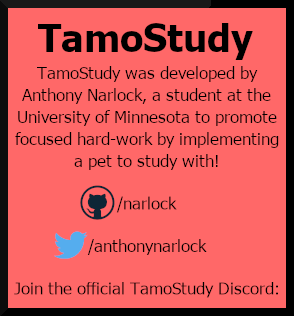 TamoStudy
TamoStudy was developed by
Anthony Narlock, a student at the
University of Minnesota to promote
focused hard-work by implementing
a pet to study with!
/narlock
/anthonynarlock
Join the official TamoStudy Discord: